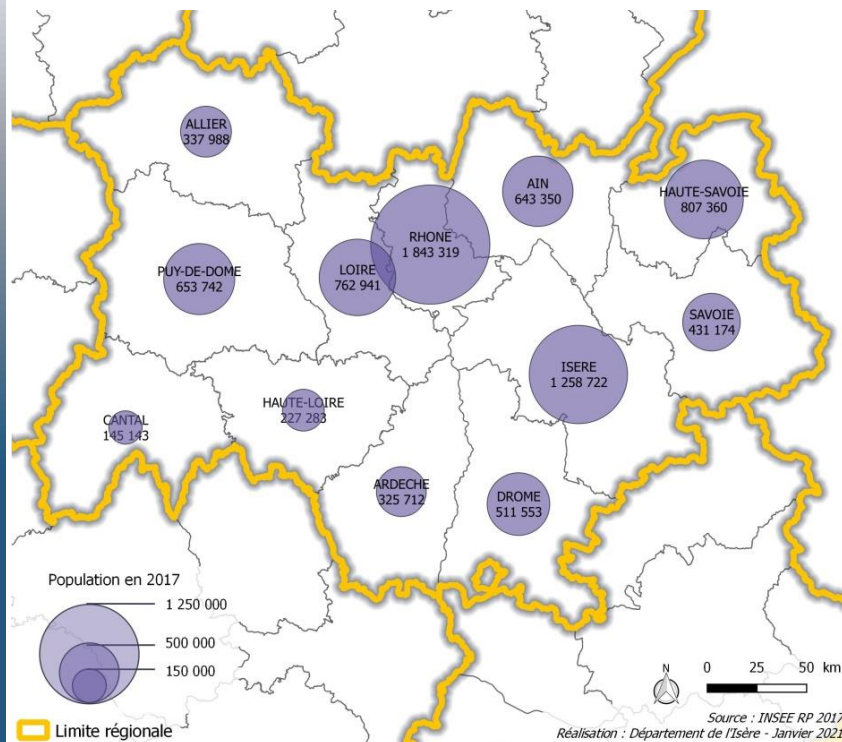 ALLIER
337 988
AIN
643 350
HAUTE-SAVOIE
807 360
RHONE
1 843 319
PUY-DE-DOME
653 742
LOIRE
762 941
SAVOIE
431 174
ISERE
1 258 722
HAUTE-LOIRE
227 283
CANTAL
145 143
ARDECHE
325 712
DROME
511 553
Population en 2017
1 250 000
500 000
150 000
Limite régionale
N
0 25 50 km
Source : INSEE RP 2017
Réalisation : Département de l'Isère - Janvier 2021